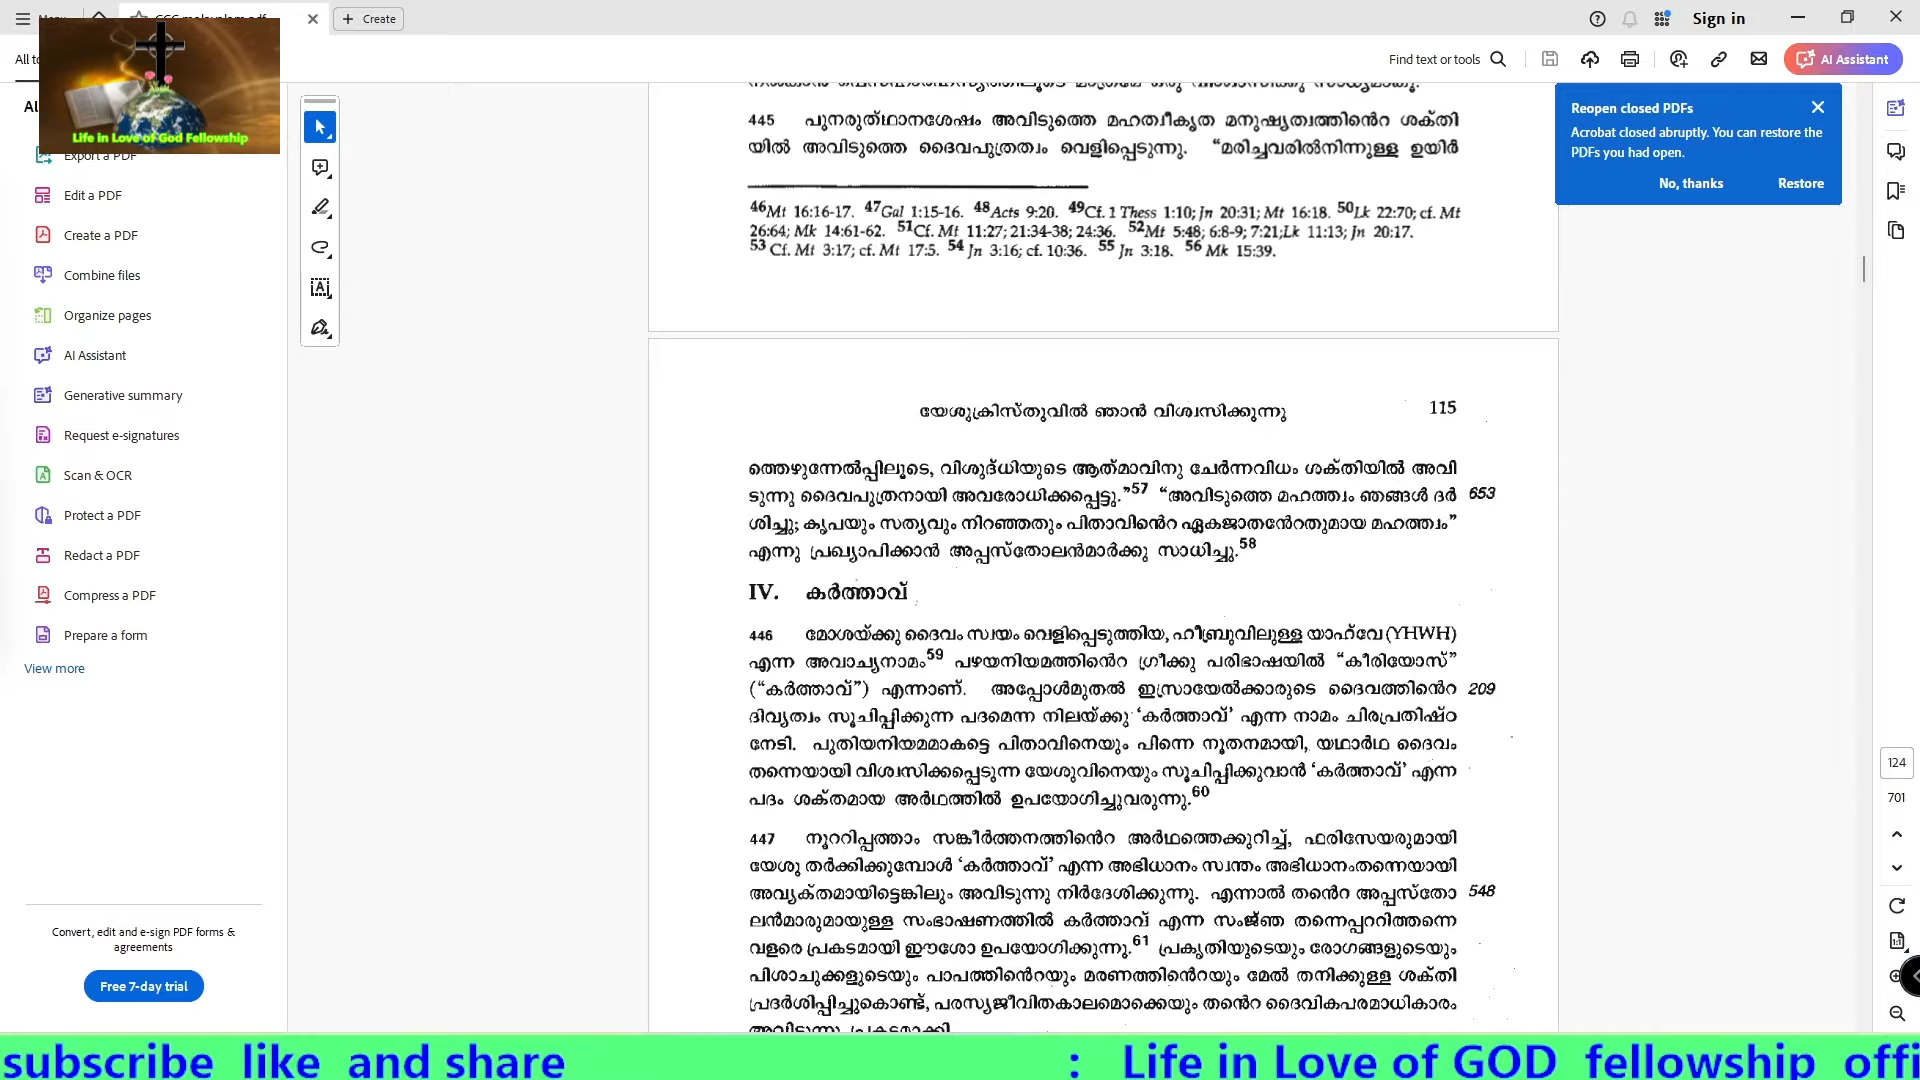 Create
Sign in
Find text or tools
AI Assistant
Life in Love of God Fellowship
Export a PDF
Edit a PDF
Create a PDF
Combine files
Organize pages
AI Assistant
Generative summary
Request e-signatures
Scan & OCR
Protect a PDF
Redact a PDF
Compress a PDF
Prepare a form
View more
Convert, edit and e-sign PDF forms &
agreements
Free 7-day trial
445 പുനരുത്ഥാനശേഷം അവിടുത്തെ മഹത്വീകൃത മനുഷ്യത്വത്തിൻെറ ശക്തി
യിൽ അവിടുത്തെ ദൈവപുത്രത്വം വെളിപ്പെടുന്നു. “മരിച്ചവരിൽനിന്നുള്ള ഉയിർ
46Mt 16:16-17. 47Gal 1:15-16. 48Acts 9:20. 49Cf. 1 Thess 1:10; Jn 20:31; Mt 16:18. 50Lk 22:70; cf. Mt
26:64; Mk 14:61-62. 51Cf. Mt 11:27; 21:34-38; 24:36. 52Mt 5:48; 6:8-9; 7:21; Lk 11:13; Jn 20:17.
53 Cf. Mt 3:17; cf. Mt 17:5. 54 Jn 3:16; cf. 10:36. 55 Jn 3:18. 56 Mk 15:39.
യേശുക്രിസ്തുവിൽ ഞാൻ വിശ്വസിക്കുന്നു 115
ത്തെഴുന്നേൽപ്പിലൂടെ, വിശുദ്ധിയുടെ ആത്മാവിനു ചേർന്നവിധം ശക്തിയിൽ അവി
ടുന്നു ദൈവപുത്രനായി അവരോധിക്കപ്പെട്ടു.”57 “അവിടുത്തെ മഹത്ത്വം ഞങ്ങൾ ദർ 653
ശിച്ചു; കൃപയും സത്യവും നിറഞ്ഞതും പിതാവിൻെറ ഏകജാതൻേറതുമായ മഹത്ത്വം”
എന്നു പ്രഖ്യാപിക്കാൻ അപ്പസ്തോലൻമാർക്കു സാധിച്ചു.58
IV. കർത്താവ്
446 മോശയ്ക്കു ദൈവം സ്വയം വെളിപ്പെടുത്തിയ, ഹീബ്രുവിലുള്ള യാഹ്‌വേ (YHWH)
എന്ന അവാച്യനാമം59 പഴയനിയമത്തിൻെറ ഗ്രീക്കു പരിഭാഷയിൽ “കീരിയോസ്”
(“കർത്താവ്”) എന്നാണ്. അപ്പോൾമുതൽ ഇസ്രായേൽക്കാരുടെ ദൈവത്തിൻെറ 209
ദിവ്യത്വം സൂചിപ്പിക്കുന്ന പദമെന്ന നിലയ്ക്കു ‘കർത്താവ്’ എന്ന നാമം ചിരപ്രതിഷ്ഠ
നേടി. പുതിയനിയമമാകട്ടെ പിതാവിനെയും പിന്നെ നൂതനമായി, യഥാർഥ ദൈവം
തന്നെയായി വിശ്വസിക്കപ്പെടുന്ന യേശുവിനെയും സൂചിപ്പിക്കുവാൻ ‘കർത്താവ്’ എന്ന
പദം ശക്തമായ അർഥത്തിൽ ഉപയോഗിച്ചുവരുന്നു.60
447 നൂററിപ്പത്താം സങ്കീർത്തനത്തിൻെറ അർഥത്തെക്കുറിച്ച്, ഫരിസേയരുമായി
യേശു തർക്കിക്കുമ്പോൾ ‘കർത്താവ്’ എന്ന അഭിധാനം സ്വന്തം അഭിധാനംതന്നെയായി
അവ്യക്തമായിട്ടെങ്കിലും അവിടുന്നു നിർദേശിക്കുന്നു. എന്നാൽ തൻെറ അപ്പസ്തോ 548
ലൻമാരുമായുള്ള സംഭാഷണത്തിൽ കർത്താവ് എന്ന സംജ്ഞ തന്നെപ്പററിത്തന്നെ
വളരെ പ്രകടമായി ഈശോ ഉപയോഗിക്കുന്നു.61 പ്രകൃതിയുടെയും രോഗങ്ങളുടെയും
പിശാചുക്കളുടെയും പാപത്തിൻെറയും മരണത്തിൻെറയും മേൽ തനിക്കുള്ള ശക്തി
പ്രദർശിപ്പിച്ചുകൊണ്ട്, പരസ്യജീവിതകാലമൊക്കെയും തൻെറ ദൈവികപരമാധികാരം
Reopen closed PDFs
Acrobat closed abruptly. You can restore the
PDFs you had open.
No, thanks Restore
124
701
subscribe like and share : Life in Love of GOD fellowship offi